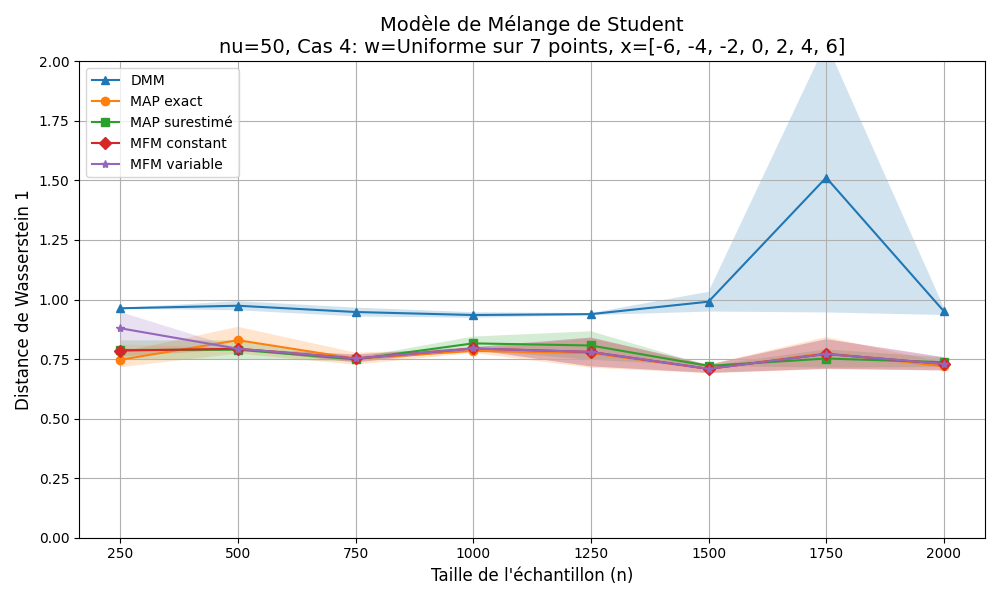 Modèle de Mélange de Student
nu=50, Cas 4: w=Uniforme sur 7 points, x=[-6, -4, -2, 0, 2, 4, 6]
DMM
MAP exact
MAP surestimé
MFM constant
MFM variable
Distance de Wasserstein 1
2.00
1.75
1.50
1.25
1.00
0.75
0.50
0.25
0.00
250
500
750
1000
1250
1500
1750
2000
Taille de l'échantillon (n)